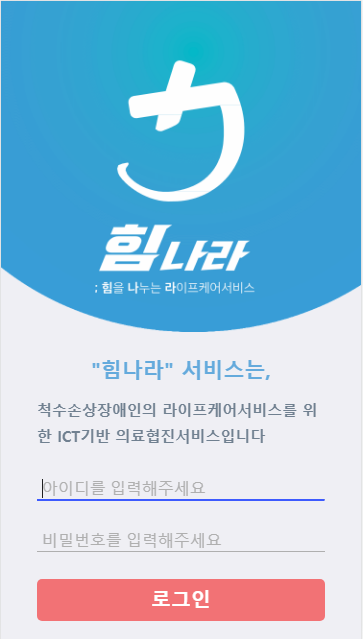 힘나라
; 힘을 나누는 라이프케어서비스
"힘나라" 서비스는,
척수손상장애인의 라이프케어서비스를 위
한 ICT기반 의료협진서비스입니다
아이디를 입력해주세요
비밀번호를 입력해주세요
로그인